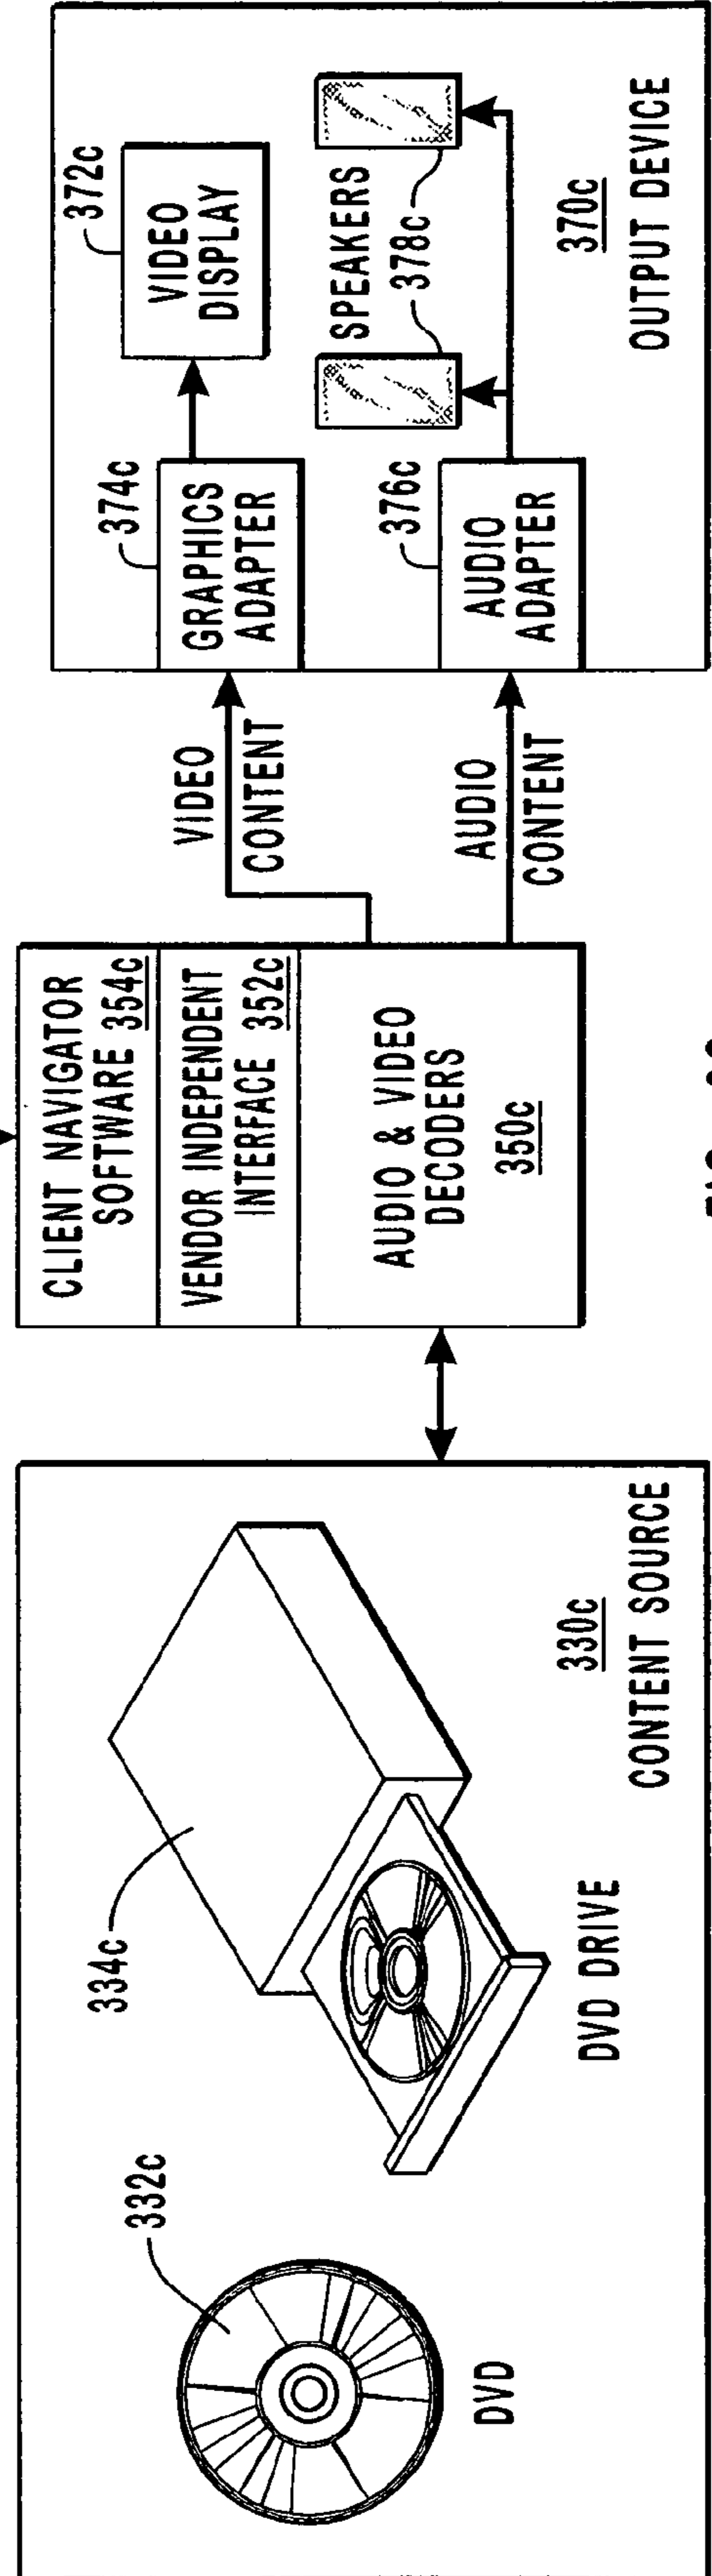 332c
334c
DVD
DVD DRIVE
330c
CONTENT SOURCE
CLIENT NAVIGATOR
SOFTWARE 354c
VENDOR INDEPENDENT
INTERFACE 352c
AUDIO & VIDEO
DECODERS
350c
VIDEO
CONTENT
AUDIO
CONTENT
374c
GRAPHICS
ADAPTER
372c
VIDEO
DISPLAY
376c
AUDIO
ADAPTER
SPEAKERS
378c
370c
OUTPUT DEVICE